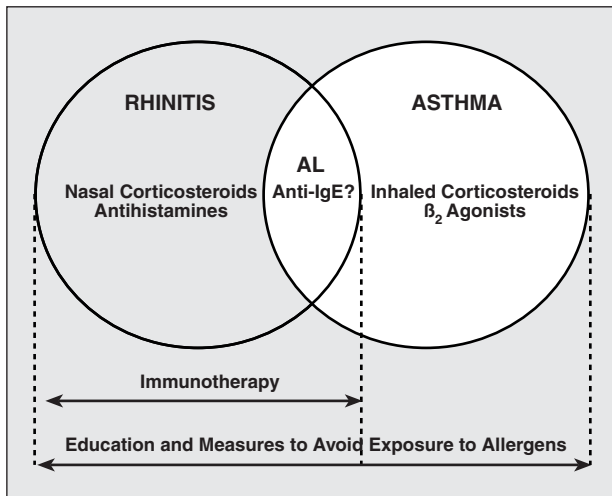 RHINITIS
ASTHMA
AL
Anti-IgE?
Nasal Corticosteroids
Antihistamines
Inhaled Corticosteroids
ß2 Agonists
Immunotherapy
Education and Measures to Avoid Exposure to Allergens